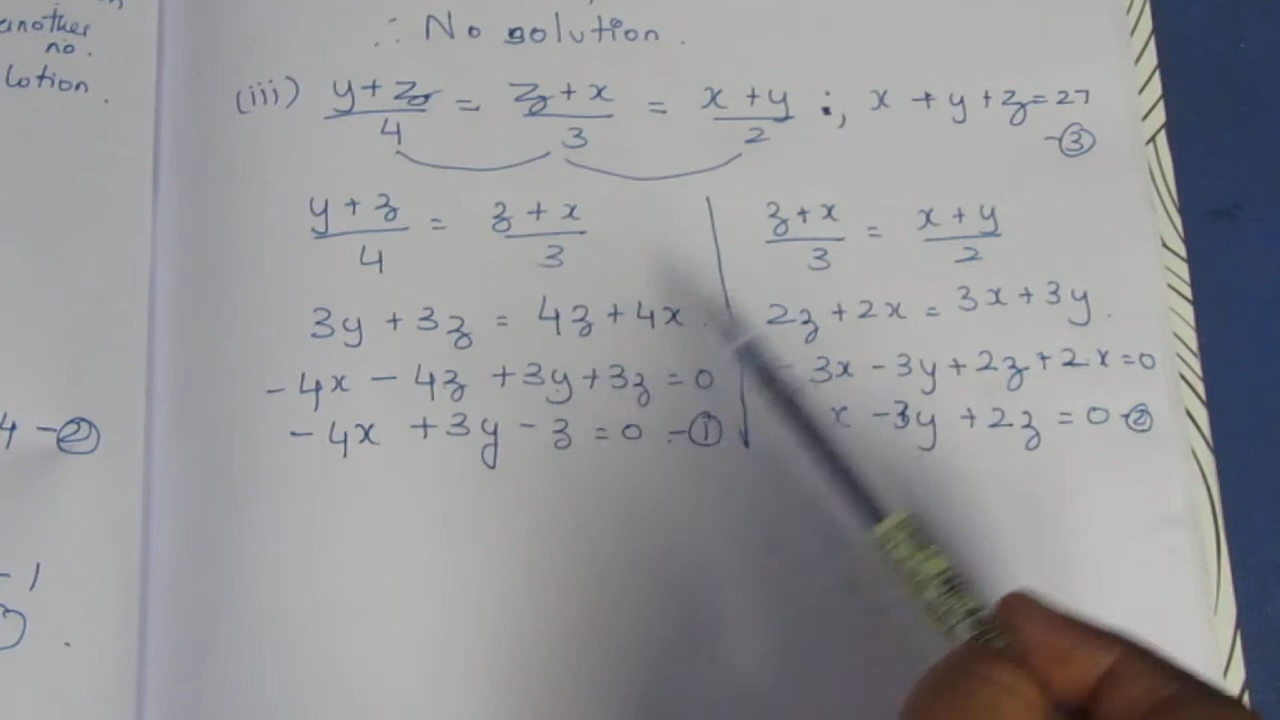 another
no.
lotion.
4 -②
-1
∴ No solution.
(iii) y+z/4 = z+x/3 = x+y/2 ; , x+y+z=27
-③
y+z/4 = z+x/3
3y+3z = 4z+4x.
-4x - 4z +3y+3z = 0
-4x +3y - z = 0 -①
z+x/3 = x+y/2
2z+2x = 3x+3y.
-3x-3y+2z+2x=0
x -3y +2z = 0 -②